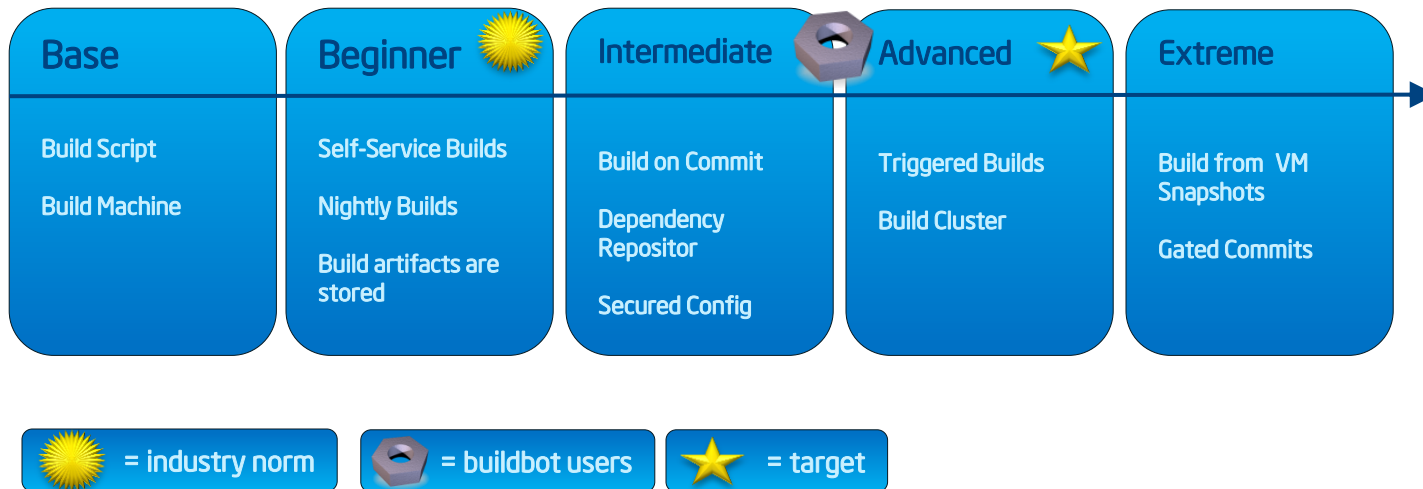 Base
Build Script
Build Machine
Beginner
Self-Service Builds
Nightly Builds
Build artifacts are
stored
Intermediate
Build on Commit
Dependency
Repositor
Secured Config
Advanced
Triggered Builds
Build Cluster
Extreme
Build from VM
Snapshots
Gated Commits
= industry norm
= buildbot users
= target